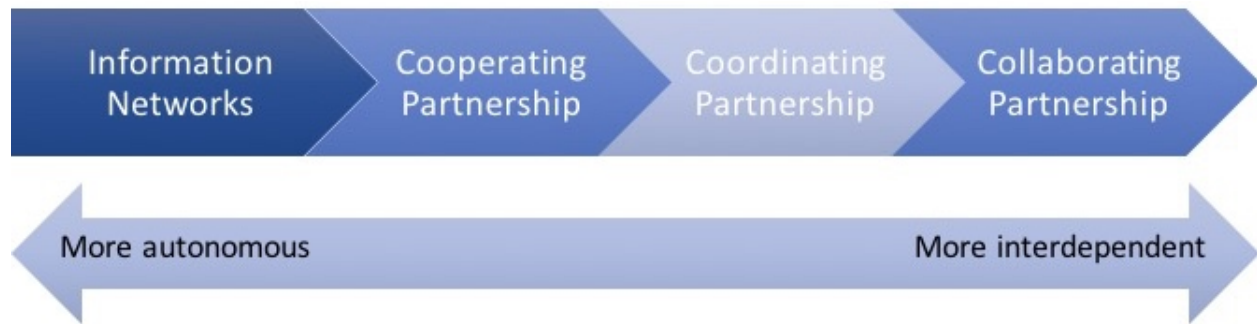 Information
Networks
Cooperating
Partnership
Coordinating
Partnership
Collaborating
Partnership
More autonomous
More interdependent